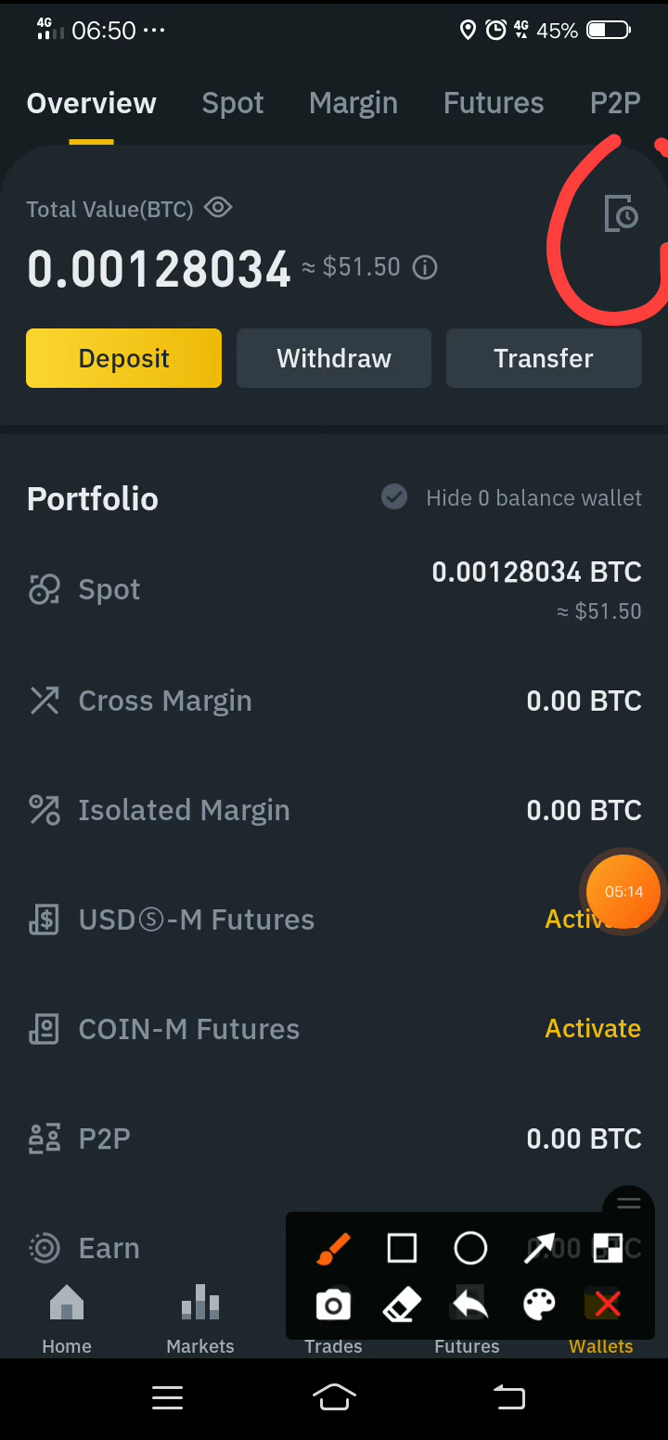 4G 06:50 ··· 4G 45%
Overview Spot Margin Futures P2P
Total Value(BTC)
0.00128034 ≈ $51.50
Deposit Withdraw Transfer
Portfolio Hide 0 balance wallet
Spot 0.00128034 BTC
≈ $51.50
Cross Margin 0.00 BTC
Isolated Margin 0.00 BTC
05:14
USDⓈ-M Futures
COIN-M Futures Activate
P2P 0.00 BTC
Earn
Home Markets Trades Futures Wallets